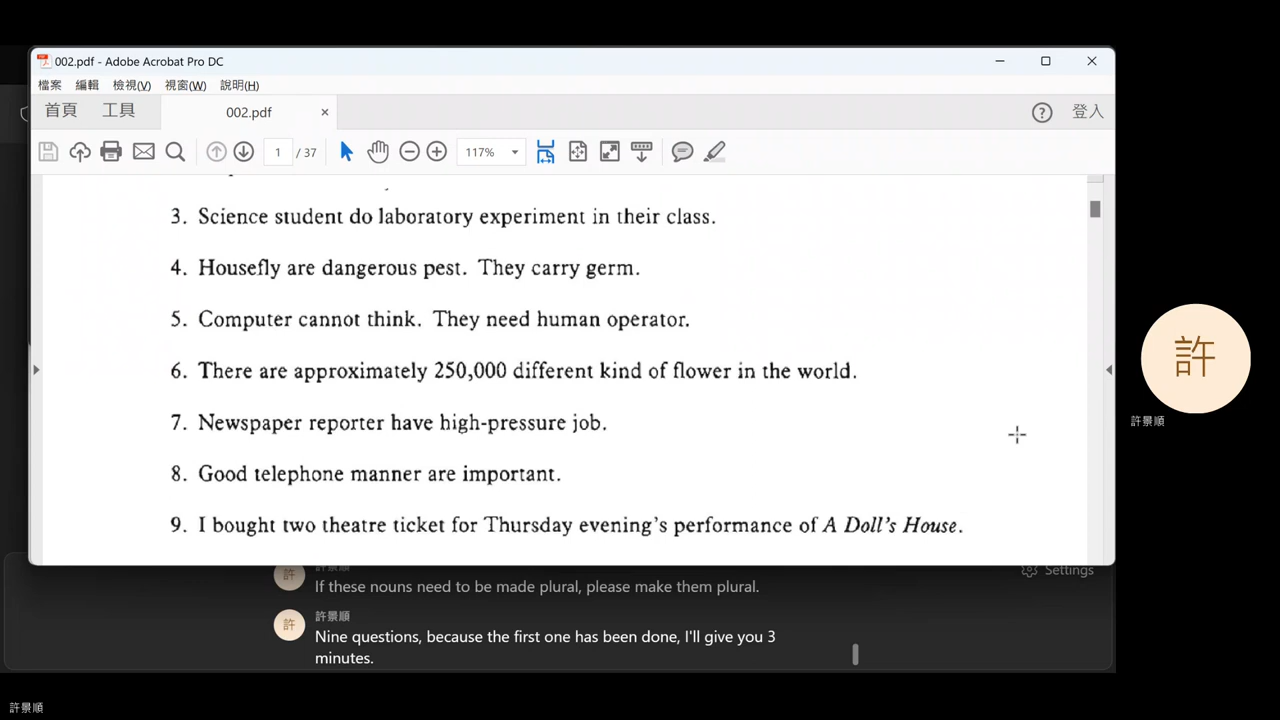 002.pdf - Adobe Acrobat Pro DC
檔案 編輯 檢視(V) 視窗(W) 說明(H)
首頁 工具 002.pdf × ? 登入
1 / 37 117%
3. Science student do laboratory experiment in their class.
4. Housefly are dangerous pest. They carry germ.
5. Computer cannot think. They need human operator.
6. There are approximately 250,000 different kind of flower in the world.
7. Newspaper reporter have high-pressure job.
8. Good telephone manner are important.
9. I bought two theatre ticket for Thursday evening's performance of A Doll's House.
許
許景順
許 許景順
If these nouns need to be made plural, please make them plural.
Settings
許 許景順
Nine questions, because the first one has been done, I'll give you 3
minutes.
許景順